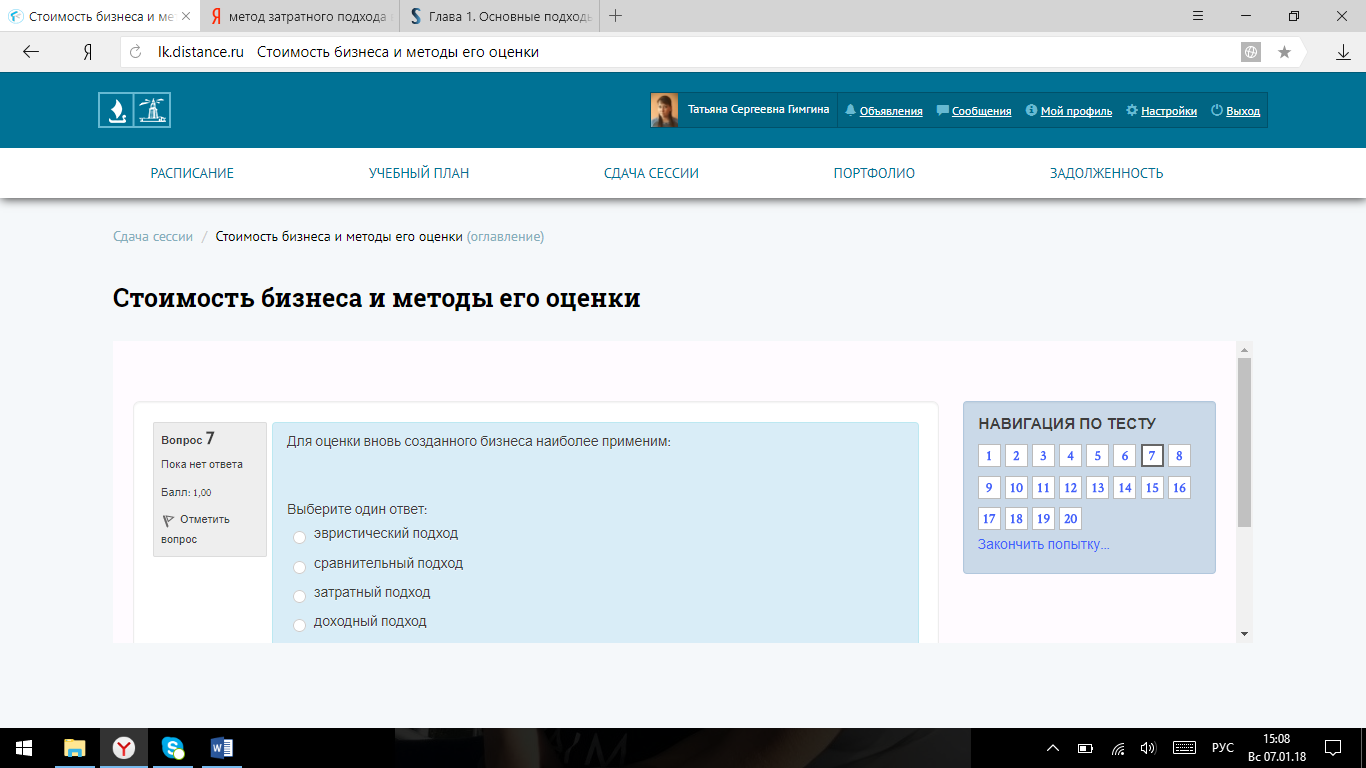 Стоимость бизнеса и ме
метод затратного подхода
Глава 1. Основные подходы
lk.distance.ru Стоимость бизнеса и методы его оценки
Татьяна Сергеевна Гимгина Объявления Сообщения Мой профиль Настройки Выход
РАСПИСАНИЕ УЧЕБНЫЙ ПЛАН СДАЧА СЕССИИ ПОРТФОЛИО ЗАДОЛЖЕННОСТЬ
Сдача сессии / Стоимость бизнеса и методы его оценки (оглавление)
Стоимость бизнеса и методы его оценки
Вопрос 7
Пока нет ответа
Балл: 1,00
Отметить
вопрос
Для оценки вновь созданного бизнеса наиболее применим:
Выберите один ответ:
эвристический подход
сравнительный подход
затратный подход
доходный подход
НАВИГАЦИЯ ПО ТЕСТУ
1 2 3 4 5 6 7 8
9 10 11 12 13 14 15 16
17 18 19 20
Закончить попытку...
РУС
15:08
Вс 07.01.18